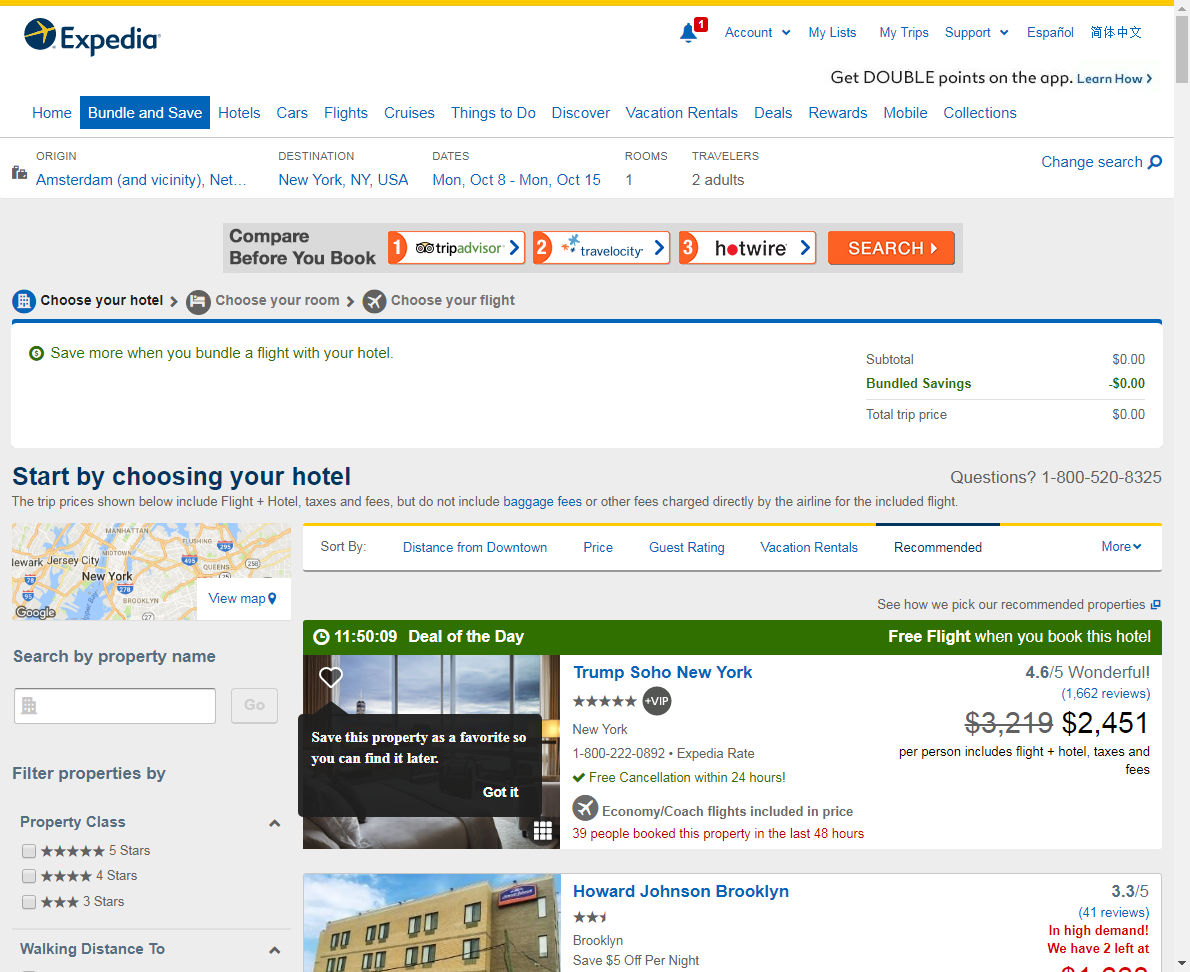 Expedia
1
Account
My Lists
My Trips
Support
Español
简体中文
Get DOUBLE points on the app. Learn How
Home
Bundle and Save
Hotels
Cars
Flights
Cruises
Things to Do
Discover
Vacation Rentals
Deals
Rewards
Mobile
Collections
ORIGIN
Amsterdam (and vicinity), Net...
DESTINATION
New York, NY, USA
DATES
Mon, Oct 8 - Mon, Oct 15
ROOMS
1
TRAVELERS
2 adults
Change search
Compare
Before You Book
1 tripadvisor
2 travelocity
3 hotwire
SEARCH
Choose your hotel
Choose your room
Choose your flight
Save more when you bundle a flight with your hotel.
Subtotal $0.00
Bundled Savings -$0.00
Total trip price $0.00
Start by choosing your hotel
Questions? 1-800-520-8325
The trip prices shown below include Flight + Hotel, taxes and fees, but do not include baggage fees or other fees charged directly by the airline for the included flight.
MANHATTAN
FLUSHING
295
ewark Jersey City
MIDTOWN
495
QUEENS
258
New York
78
278
95
BROOKLYN
27
Google
View map
Sort By:
Distance from Downtown
Price
Guest Rating
Vacation Rentals
Recommended
More
See how we pick our recommended properties
Search by property name
Go
Filter properties by
Property Class
5 Stars
4 Stars
3 Stars
Walking Distance To
11:50:09 Deal of the Day
Free Flight when you book this hotel
Save this property as a favorite so
you can find it later.
Got it
Trump Soho New York
+VIP
New York
1-800-222-0892 • Expedia Rate
Free Cancellation within 24 hours!
Economy/Coach flights included in price
39 people booked this property in the last 48 hours
4.6/5 Wonderful!
(1,662 reviews)
$3,219 $2,451
per person includes flight + hotel, taxes and
fees
Howard Johnson Brooklyn
Brooklyn
Save $5 Off Per Night
3.3/5
(41 reviews)
In high demand!
We have 2 left at